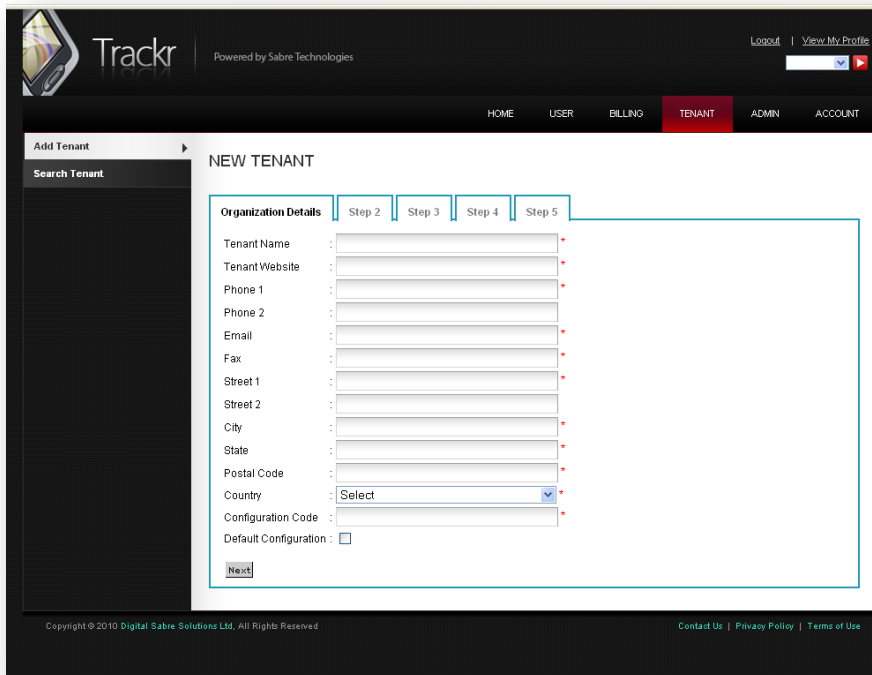 Trackr
Powered by Sabre Technologies
Logout | View My Profile
HOME USER BILLING TENANT ADMIN ACCOUNT
Add Tenant
Search Tenant
NEW TENANT
Organization Details Step 2 Step 3 Step 4 Step 5
Tenant Name : *
Tenant Website : *
Phone 1 : *
Phone 2 :
Email : *
Fax : *
Street 1 : *
Street 2 :
City : *
State : *
Postal Code : *
Country : Select *
Configuration Code : *
Default Configuration :
Next
Copyright © 2010 Digital Sabre Solutions Ltd, All Rights Reserved
Contact Us | Privacy Policy | Terms of Use